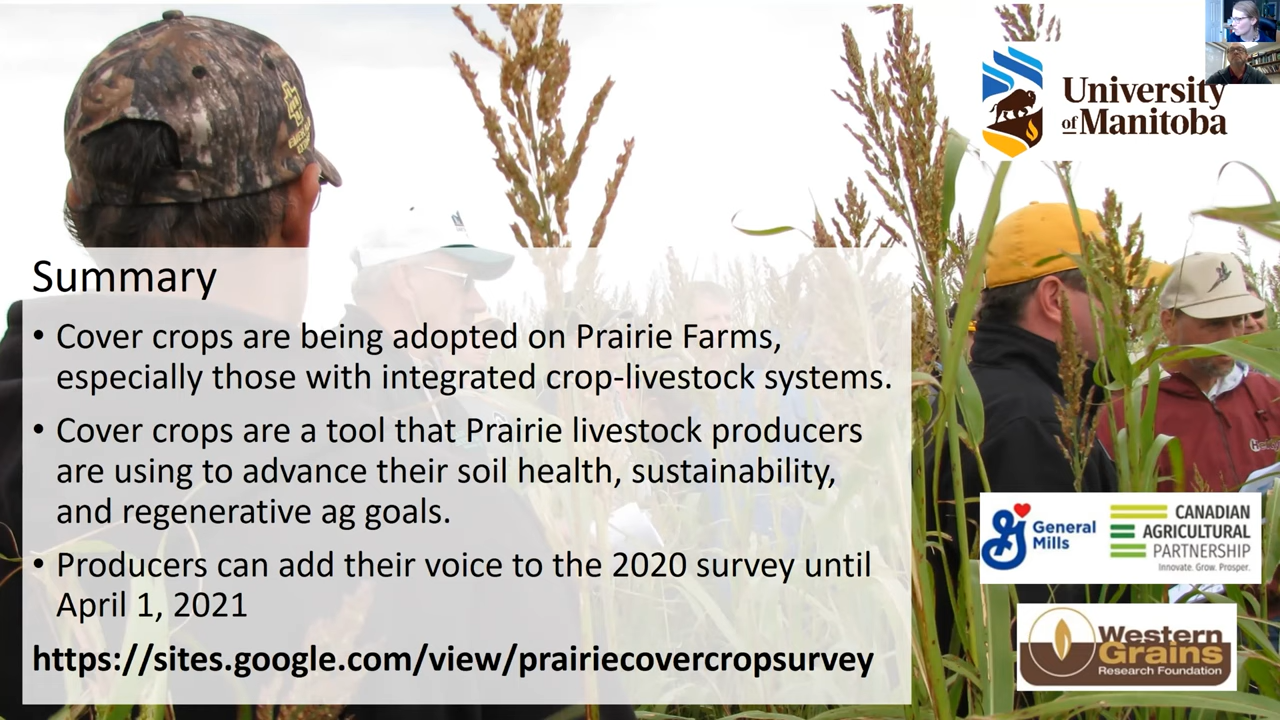 University
of Manitoba
Summary
• Cover crops are being adopted on Prairie Farms,
especially those with integrated crop-livestock systems.
• Cover crops are a tool that Prairie livestock producers
are using to advance their soil health, sustainability,
and regenerative ag goals.
• Producers can add their voice to the 2020 survey until
April 1, 2021
https://sites.google.com/view/prairiecovercropsurvey
General
Mills
CANADIAN
AGRICULTURAL
PARTNERSHIP
Innovate. Grow. Prosper.
Western
Grains
Research Foundation